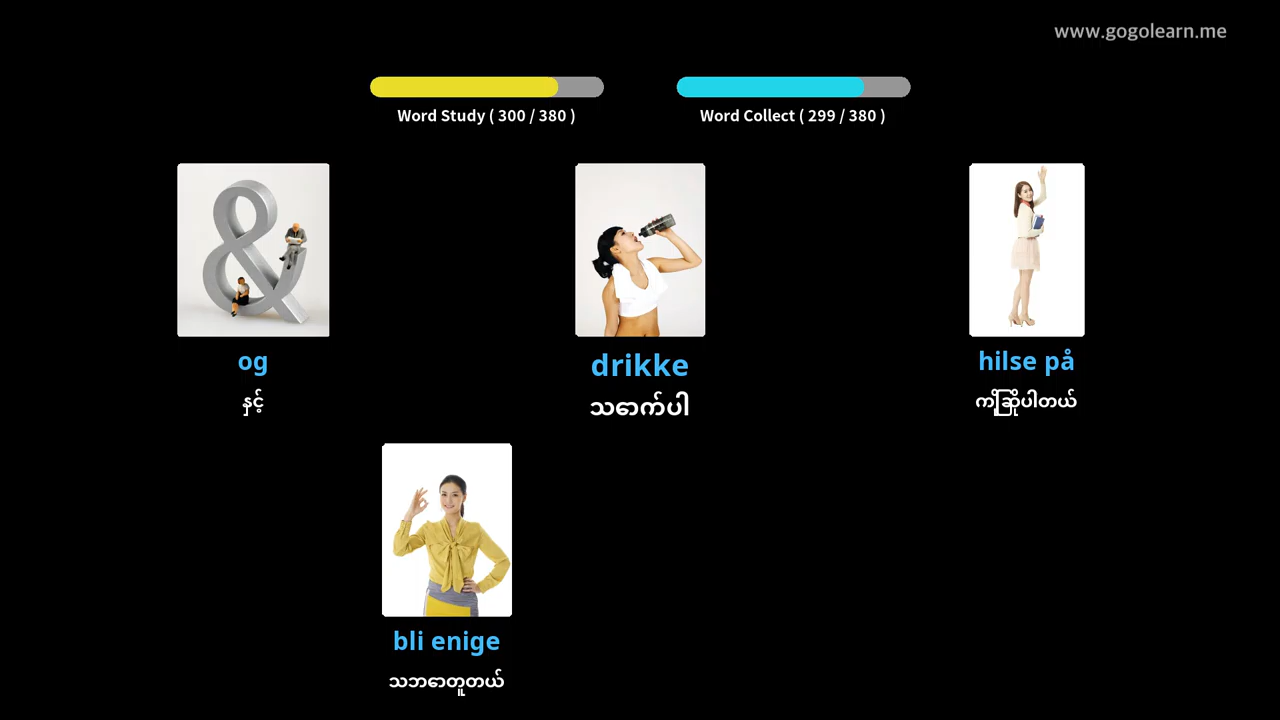 www.gogolearn.me
Word Study ( 300 / 380 )
Word Collect ( 299 / 380 )
&
og
drikke
hilse på
နှင့်
သောက်ပါ
ကြိုဆိုပါတယ်
bli enige
သဘောတူတယ်